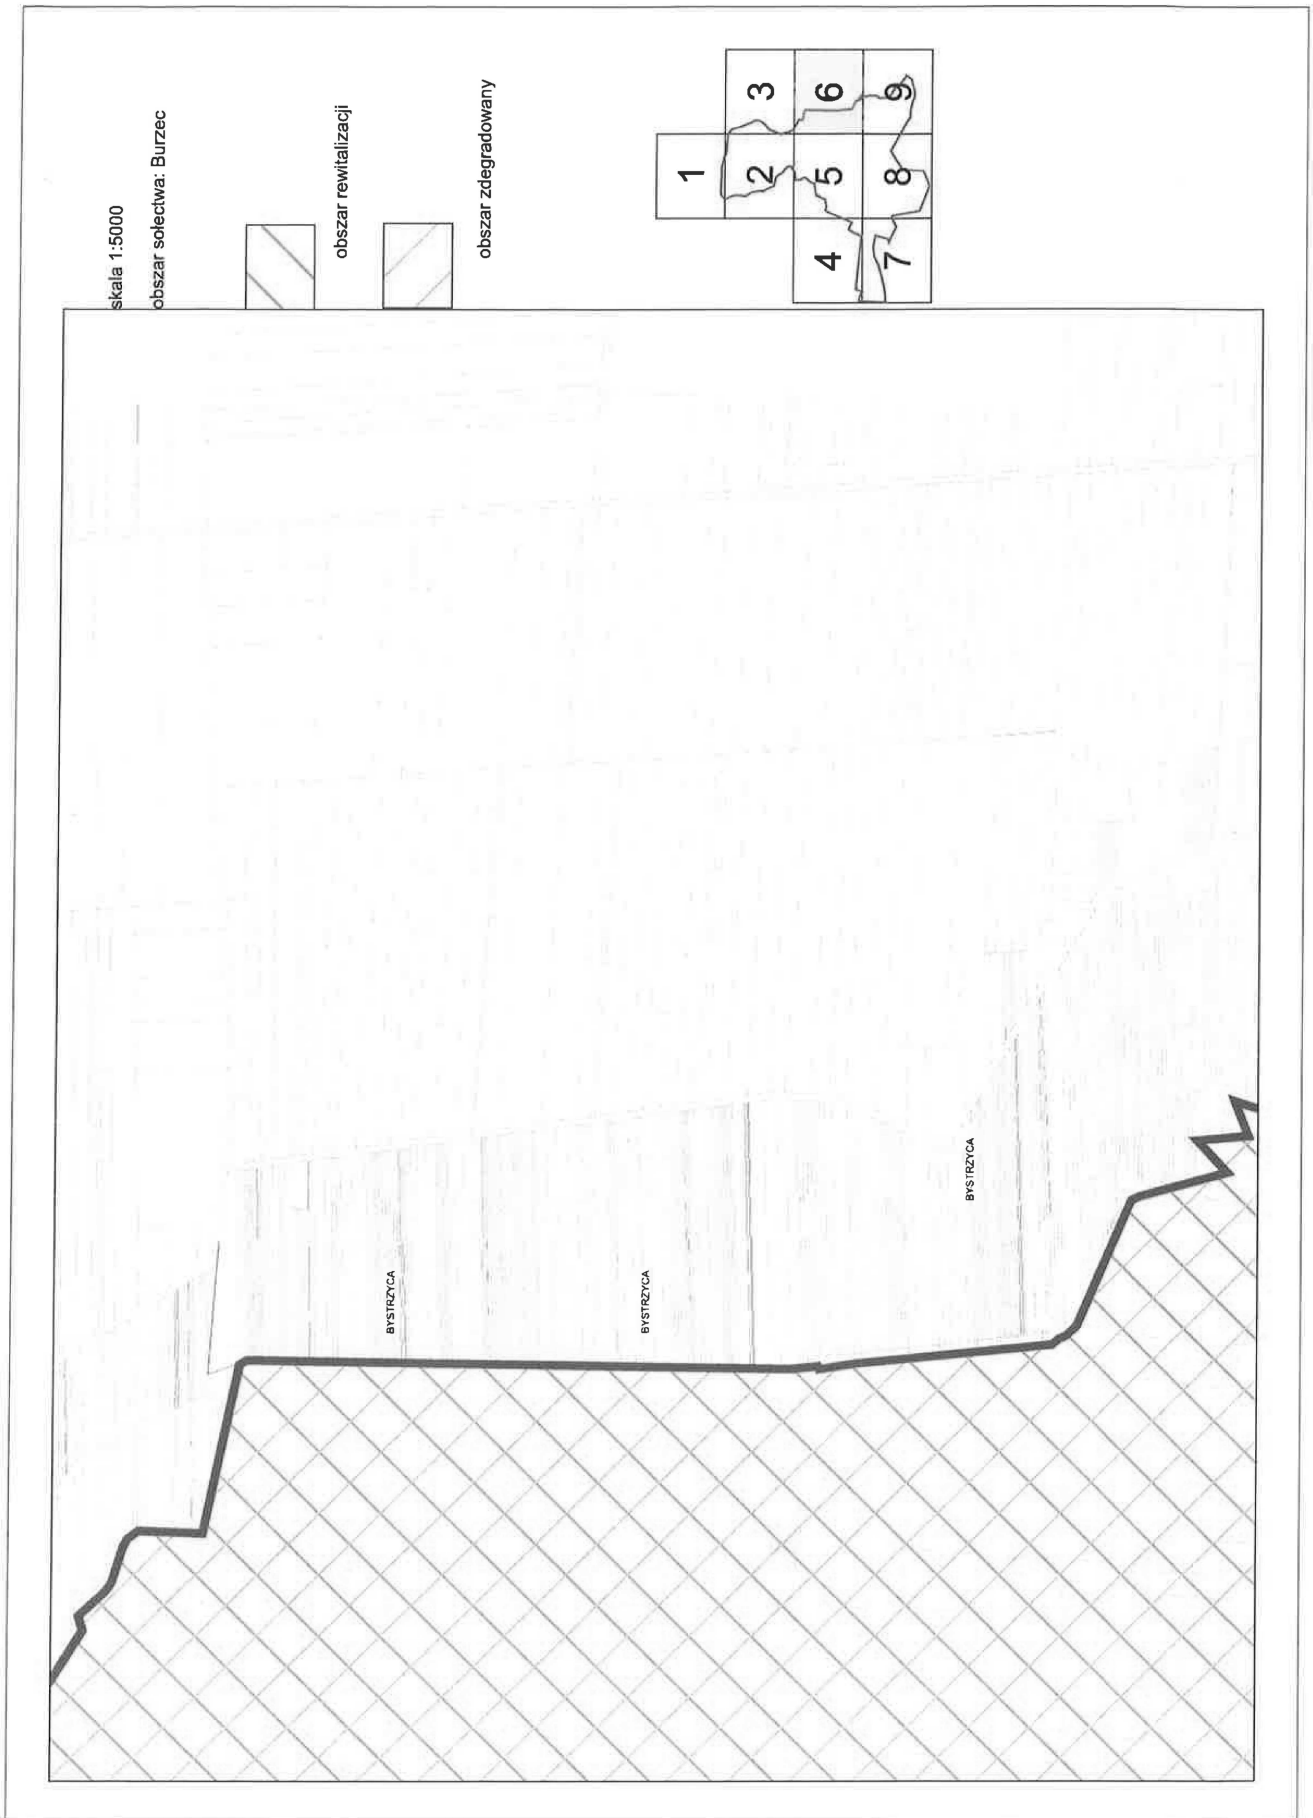 skala 1:5000
obszar sołectwa: Burzec
obszar rewitalizacji
obszar zdegradowany
1
3
2
6
5
4
9
8
7
BYSTRZYCA
BYSTRZYCA
BYSTRZYCA